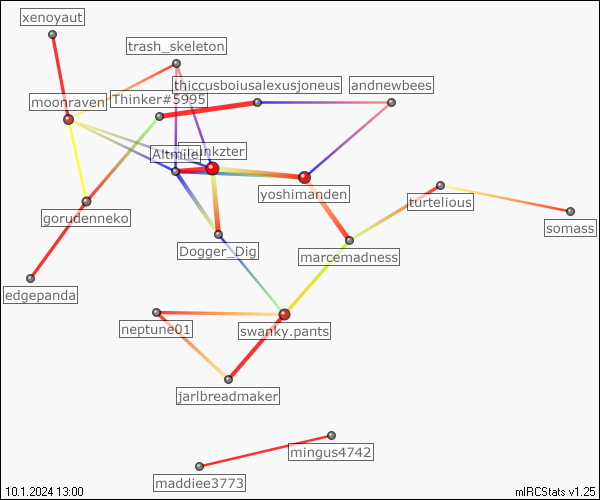 xenoyaut
trash_skeleton
thiccusboiusalexusjoneus
andnewbees
moonraven
Thinker#5995
Altmile
yoshimanden
turtelious
gorudenneko
somass
Dogger_Dig
marcemadness
edgepanda
neptune01
swanky.pants
jarlbreadmaker
mingus4742
maddiee3773
10.1.2024 13:00
mIRCStats v1.25